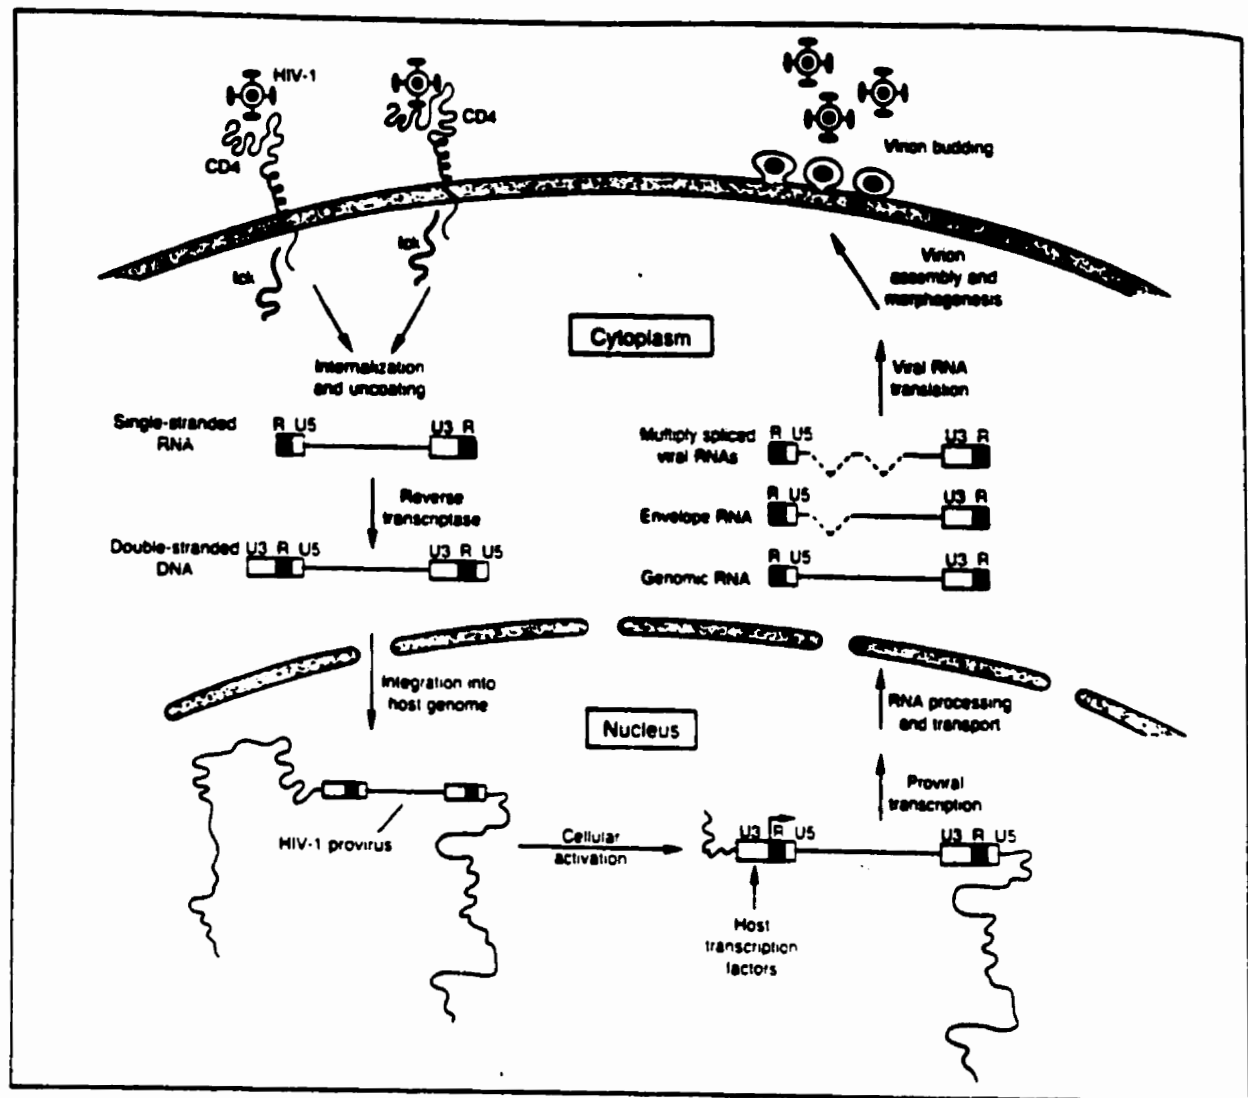 HIV-1
CD4
CD4
lck
lck
Internalization
and uncoating
Single-stranded
RNA
R U5
U3 R
Reverse
transcriptase
Double-stranded
DNA
U3 R U5
U3 R U5
Integration into
host genome
HIV-1 provirus
Cellular
activation
Cytoplasm
Nucleus
Virion budding
Virion
assembly and
morphogenesis
Viral RNA
translation
Multiply spliced
viral RNAs
R U5
U3 R
Envelope RNA
R U5
U3 R
Genomic RNA
R U5
U3 R
RNA processing
and transport
Proviral
transcription
U3 R U5
U3 R U5
Host
transcription
factors